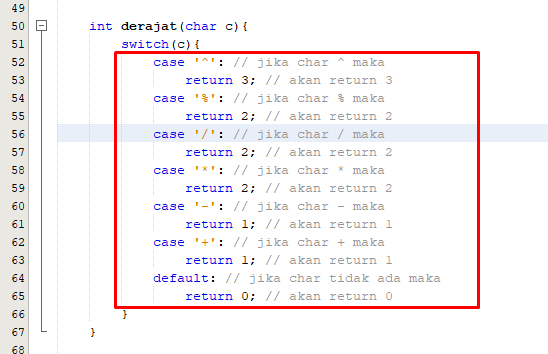 49
50 int derajat(char c){
51 switch(c){
52 case '^': // jika char ^ maka
53 return 3; // akan return 3
54 case '%': // jika char % maka
55 return 2; // akan return 2
56 case '/': // jika char / maka
57 return 2; // akan return 2
58 case '*': // jika char * maka
59 return 2; // akan return 2
60 case '-': // jika char - maka
61 return 1; // akan return 1
62 case '+': // jika char + maka
63 return 1; // akan return 1
64 default: // jika char tidak ada maka
65 return 0; // akan return 0
66 }
67 }
68